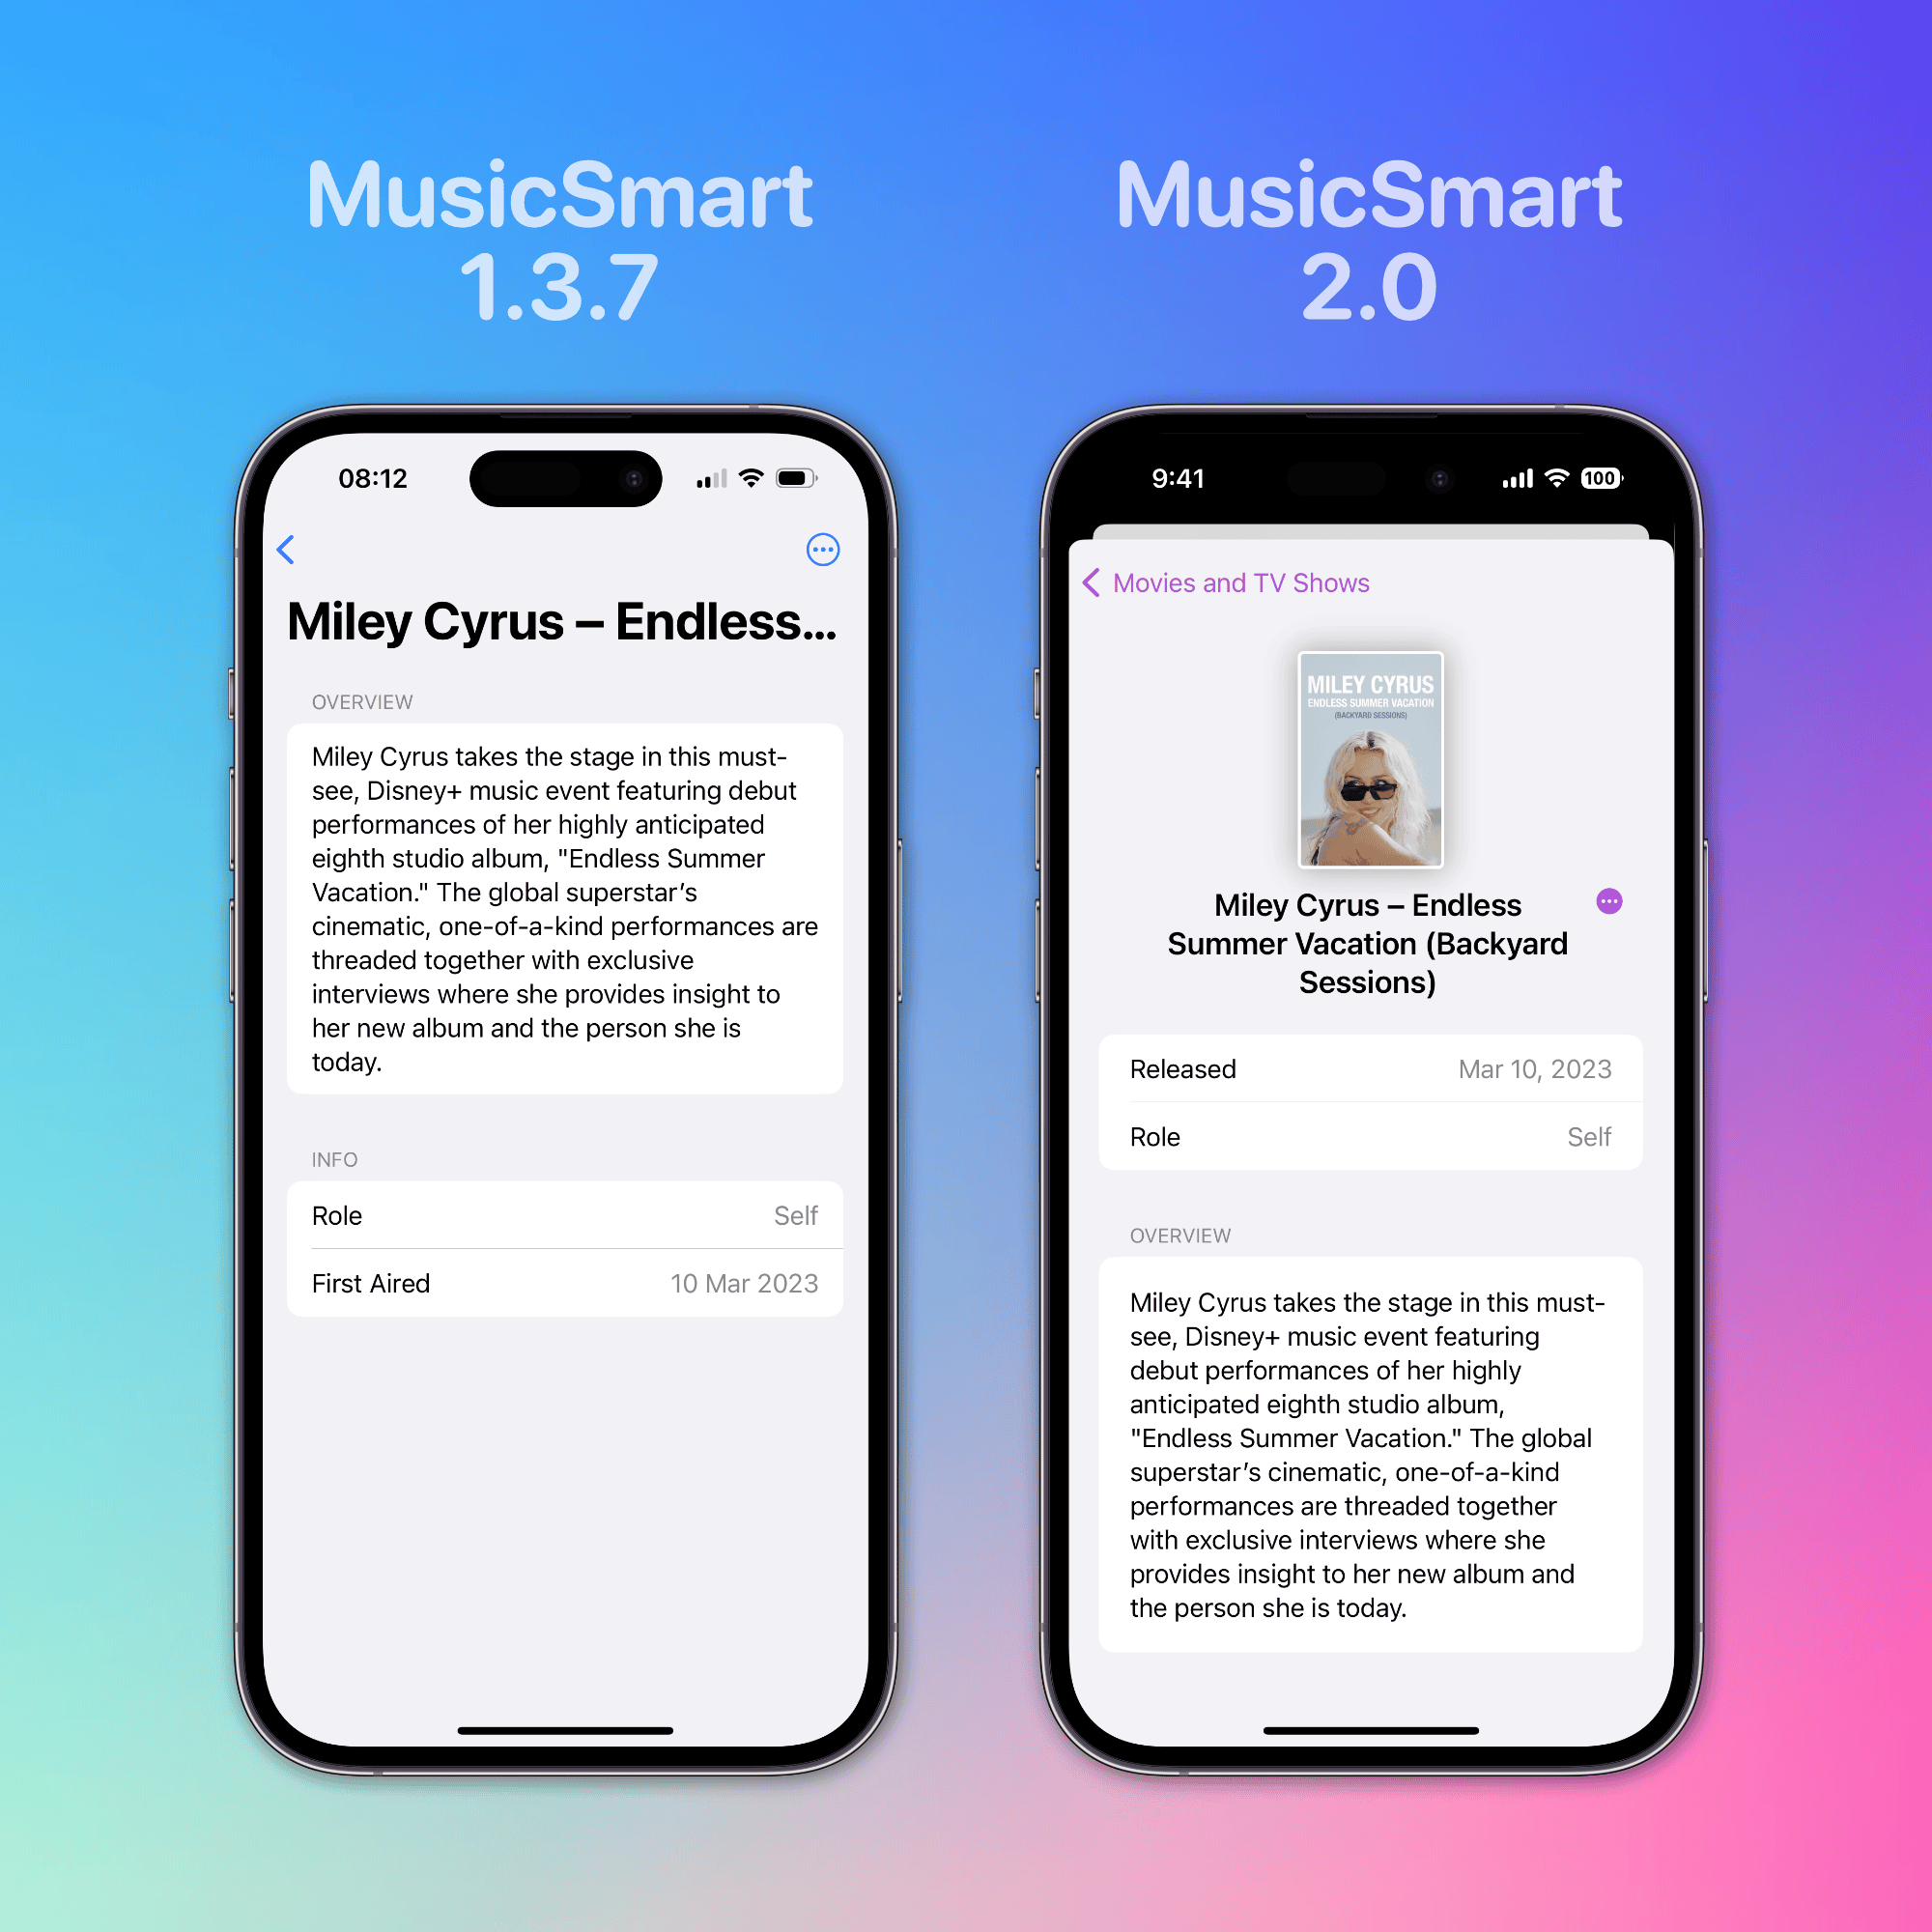 MusicSmart
1.3.7
08:12
Miley Cyrus – Endless...
OVERVIEW
Miley Cyrus takes the stage in this must-
see, Disney+ music event featuring debut
performances of her highly anticipated
eighth studio album, "Endless Summer
Vacation." The global superstar’s
cinematic, one-of-a-kind performances are
threaded together with exclusive
interviews where she provides insight to
her new album and the person she is
today.
INFO
Role Self
First Aired 10 Mar 2023
MusicSmart
2.0
9:41 100
Movies and TV Shows
MILEY CYRUS
ENDLESS SUMMER VACATION
(BACKYARD SESSIONS)
Miley Cyrus – Endless
Summer Vacation (Backyard
Sessions)
Released Mar 10, 2023
Role Self
OVERVIEW
Miley Cyrus takes the stage in this must-
see, Disney+ music event featuring
debut performances of her highly
anticipated eighth studio album,
"Endless Summer Vacation." The global
superstar’s cinematic, one-of-a-kind
performances are threaded together
with exclusive interviews where she
provides insight to her new album and
the person she is today.